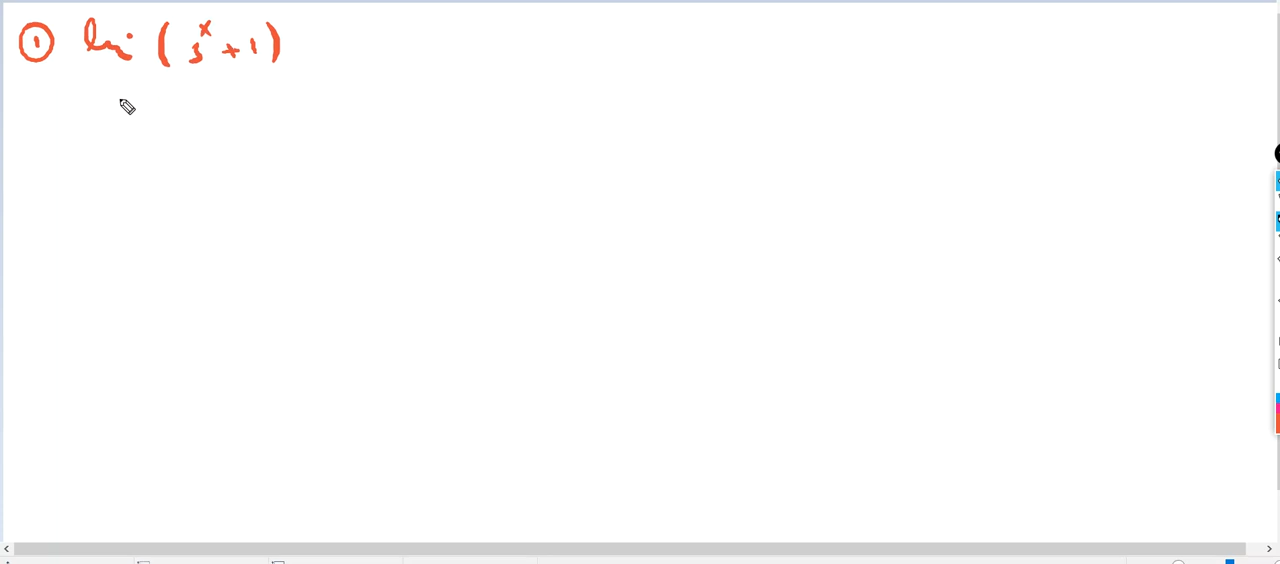 ① lim (3^x + 1)